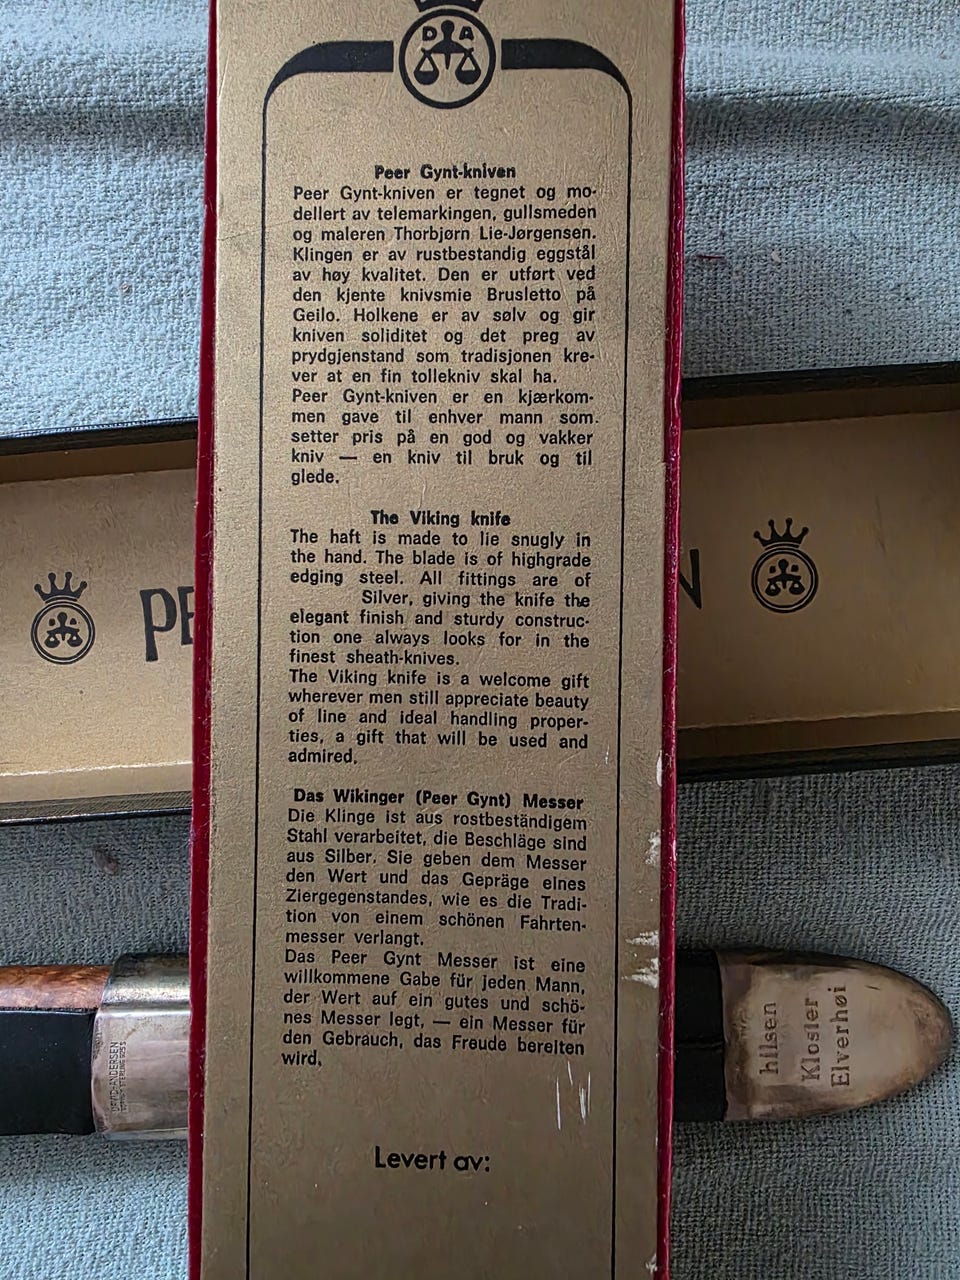 D A
Peer Gynt-kniven
Peer Gynt-kniven er tegnet og mo-
dellert av telemarkingen, gullsmeden
og maleren Thorbjørn Lie-Jørgensen.
Klingen er av rustbestandig eggstål
av høy kvalitet. Den er utført ved
den kjente knivsmie Brusletto på
Geilo. Holkene er av sølv og gir
kniven soliditet og det preg av
prydgjenstand som tradisjonen kre-
ver at en fin tollekniv skal ha.
Peer Gynt-kniven er en kjærkom-
men gave til enhver mann som
setter pris på en god og vakker
kniv — en kniv til bruk og til
glede.
The Viking knife
The haft is made to lie snugly in
the hand. The blade is of highgrade
edging steel. All fittings are of
Silver, giving the knife the
elegant finish and sturdy construc-
tion one always looks for in the
finest sheath-knives.
The Viking knife is a welcome gift
wherever men still appreciate beauty
of line and ideal handling proper-
ties, a gift that will be used and
admired.
Das Wikinger (Peer Gynt) Messer
Die Klinge ist aus rostbeständigem
Stahl verarbeitet, die Beschläge sind
aus Silber. Sie geben dem Messer
den Wert und das Gepräge eines
Ziergegenstandes, wie es die Tradi-
tion von einem schönen Fahrten-
messer verlangt.
Das Peer Gynt Messer ist eine
willkommene Gabe für jeden Mann,
der Wert auf ein gutes und schö-
nes Messer legt, — ein Messer für
den Gebrauch, das Freude bereiten
wird.
Levert av:
PE
N
DAVID-ANDERSEN
NORWAY STERLING 925 S
hilsen
Klosler
Elverhøi